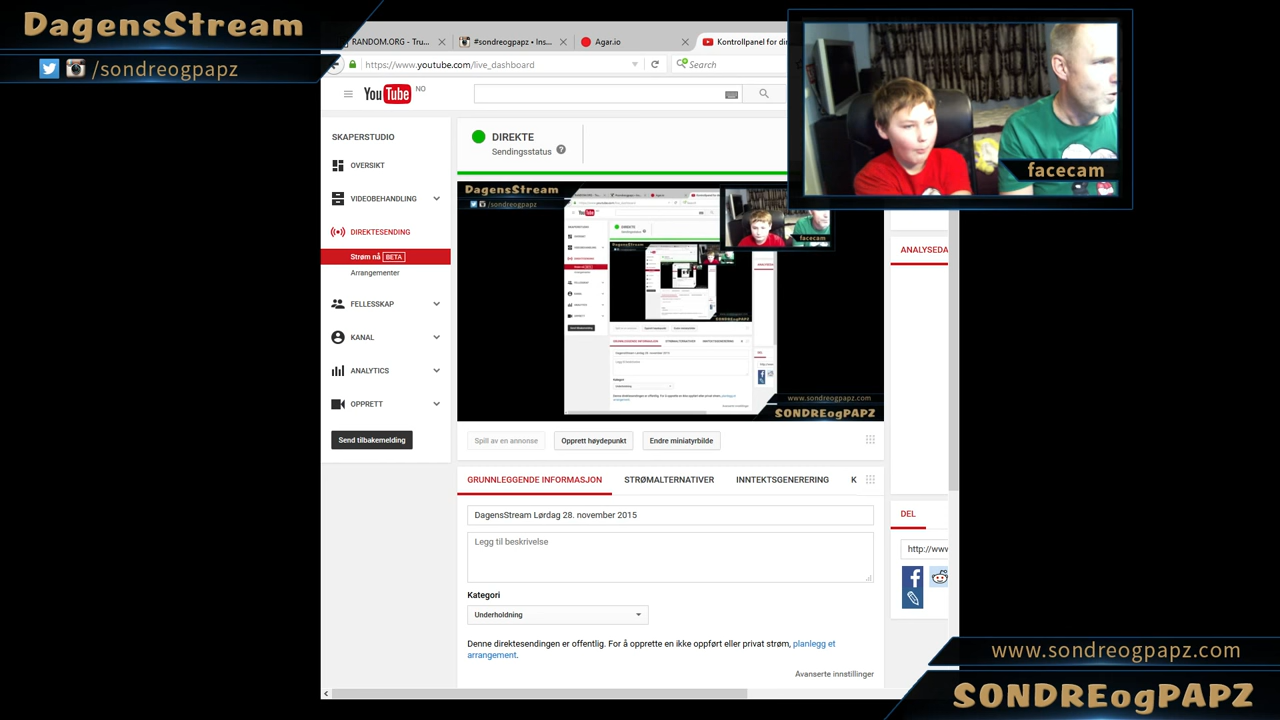 DagensStream
/sondreogpapz
RANDOM.ORG - Tru...
#sondreogpapz • Ins...
Agar.io
Kontrollpanel for di
https://www.youtube.com/live_dashboard
Search
YouTube NO
facecam
SKAPERSTUDIO
OVERSIKT
VIDEOBEHANDLING
DIREKTESENDING
Strøm nå BETA
Arrangementer
FELLESSKAP
KANAL
ANALYTICS
OPPRETT
Send tilbakemelding
DIREKTE
Sendingsstatus ?
DagensStream
/sondreogpapz
facecam
www.sondreogpapz.com
SONDREogPAPZ
ANALYSEDA
Spill av en annonse
Opprett høydepunkt
Endre miniatyrbilde
GRUNNLEGGENDE INFORMASJON
STRØMALTERNATIVER
INNTEKTSGENERERING
K
DagensStream Lørdag 28. november 2015
Legg til beskrivelse
Kategori
Underholdning
Denne direktesendingen er offentlig. For å opprette en ikke oppført eller privat strøm, planlegg et
arrangement.
Avanserte innstillinger
DEL
http://www
www.sondreogpapz.com
SONDREogPAPZ